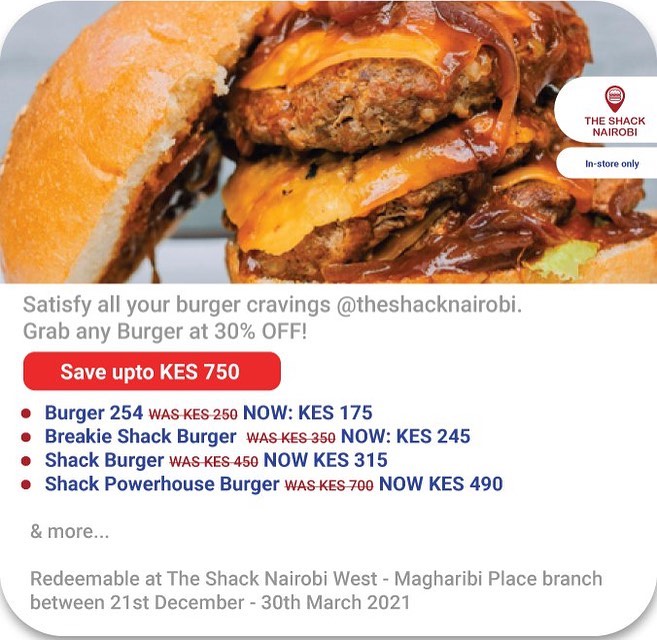 THE SHACK
NAIROBI
In-store only
Satisfy all your burger cravings @theshacknairobi.
Grab any Burger at 30% OFF!
Save upto KES 750
• Burger 254 WAS KES 250 NOW: KES 175
• Breakie Shack Burger WAS KES 350 NOW: KES 245
• Shack Burger WAS KES 450 NOW KES 315
• Shack Powerhouse Burger WAS KES 700 NOW KES 490
& more...
Redeemable at The Shack Nairobi West - Magharibi Place branch
between 21st December - 30th March 2021